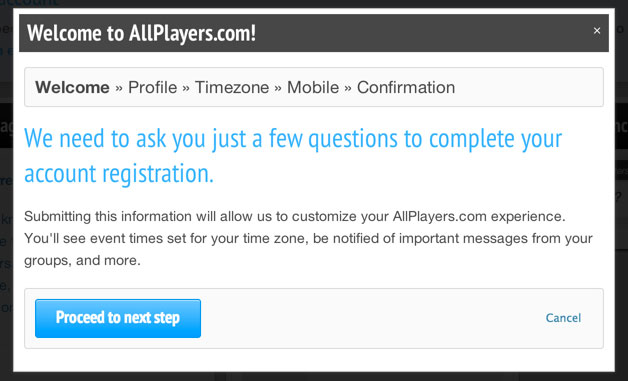 Welcome to AllPlayers.com!
×
Welcome » Profile » Timezone » Mobile » Confirmation
We need to ask you just a few questions to complete your
account registration.
Submitting this information will allow us to customize your AllPlayers.com experience.
You'll see event times set for your time zone, be notified of important messages from your
groups, and more.
Proceed to next step
Cancel